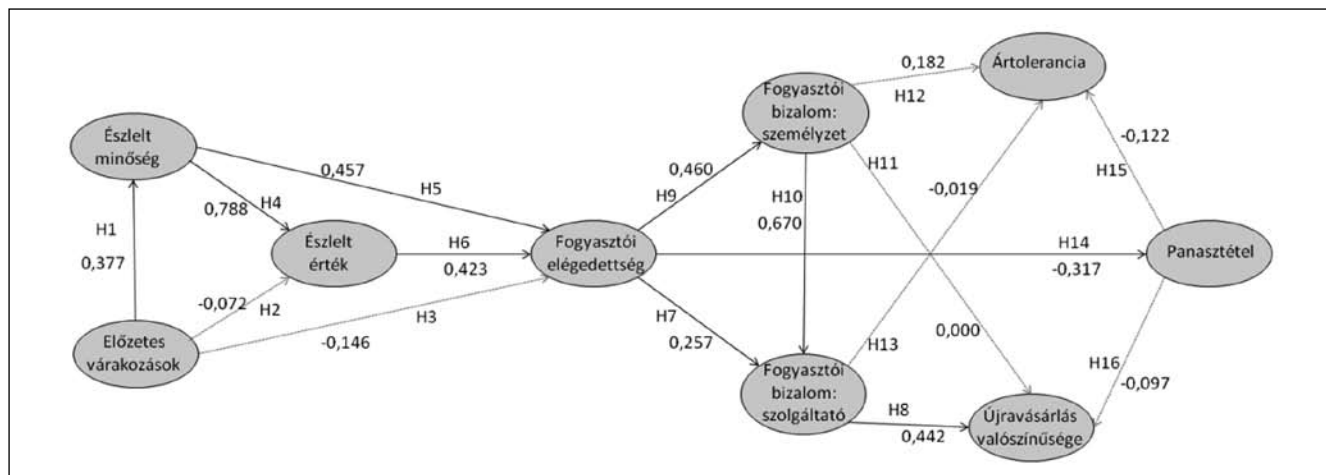 Észlelt
minőség
H1
0,377
Előzetes
várakozások
0,457
H5
H4
0,788
Észlelt
érték
-0,072
H2
-0,146
H3
H6
0,423
Fogyasztói
elégedettség
H9
0,460
H7
0,257
Fogyasztói
bizalom:
személyzet
H10
0,670
Fogyasztói
bizalom:
szolgáltató
0,182
H12
H11
-0,019
H13
0,000
H8
0,442
Ártolerancia
-0,122
H15
H14
-0,317
Panasztétel
H16
-0,097
Újravásárlás
valószínűsége